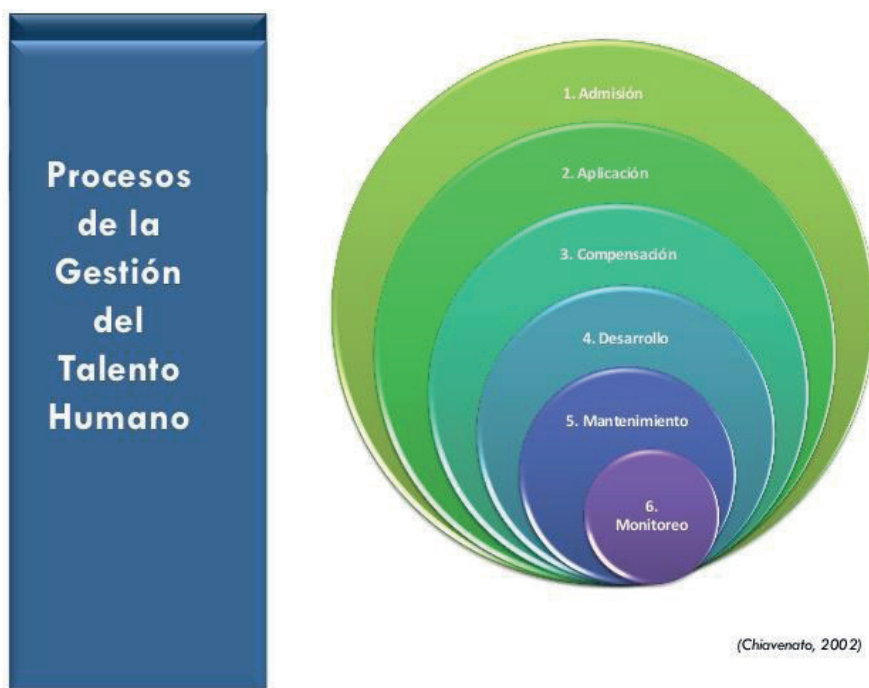 Procesos
de la
Gestión
del
Talento
Humano
1. Admisión
2. Aplicación
3. Compensación
4. Desarrollo
5. Mantenimiento
6.
Monitoreo
(Chiavenato, 2002)